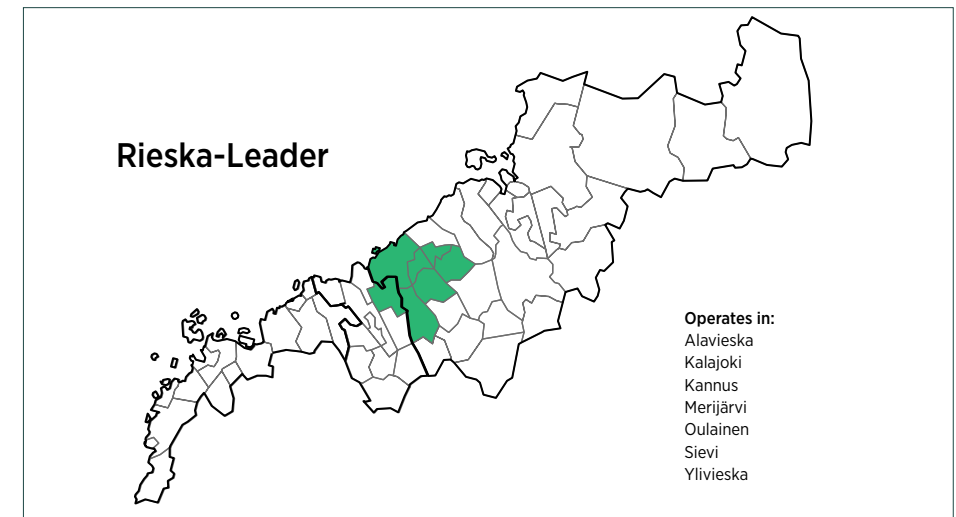 Rieska-Leader
Operates in:
Alavieska
Kalajoki
Kannus
Merijärvi
Oulainen
Sievi
Ylivieska